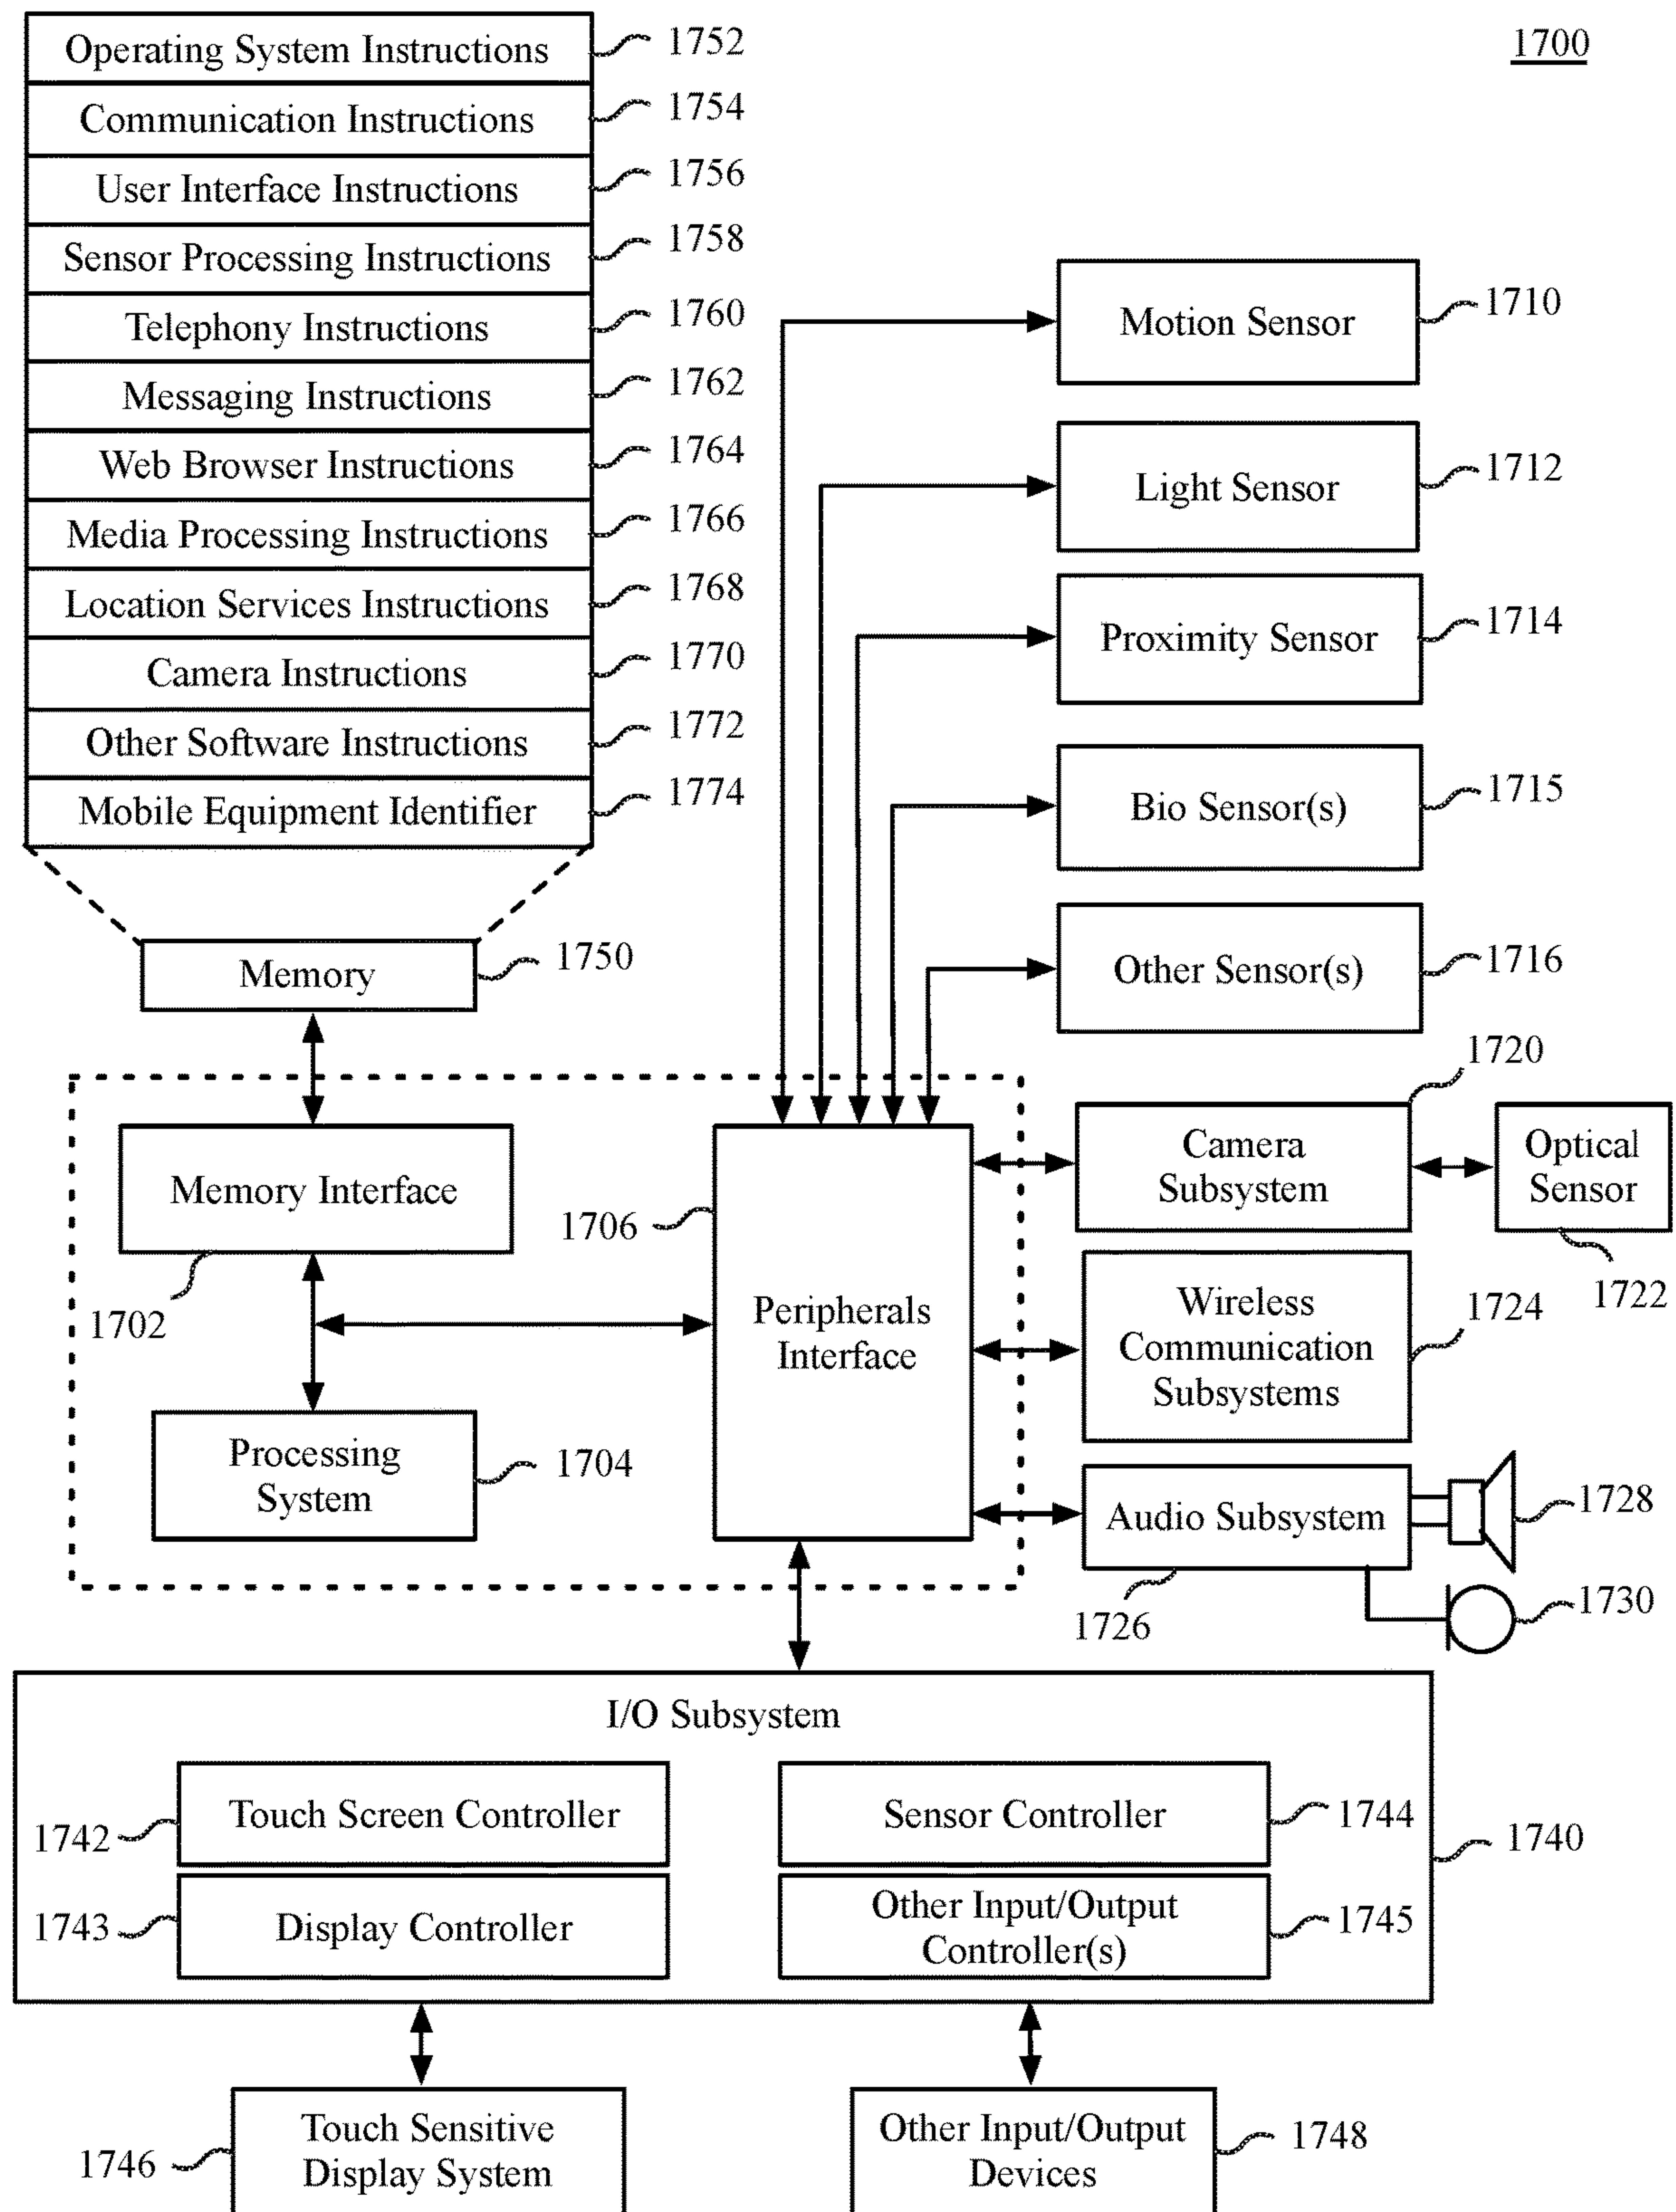 1700
Operating System Instructions
1752
Communication Instructions
1754
User Interface Instructions
1756
Sensor Processing Instructions
1758
Telephony Instructions
1760
Messaging Instructions
1762
Web Browser Instructions
1764
Media Processing Instructions
1766
Location Services Instructions
1768
Camera Instructions
1770
Other Software Instructions
1772
Mobile Equipment Identifier
1774
Memory
1750
Motion Sensor
1710
Light Sensor
1712
Proximity Sensor
1714
Bio Sensor(s)
1715
Other Sensor(s)
1716
Memory Interface
1702
Processing
System
1704
1706
Peripherals
Interface
1720
Camera
Subsystem
Optical
Sensor
1722
Wireless
Communication
Subsystems
1724
Audio Subsystem
1726
1728
1730
I/O Subsystem
1740
Touch Screen Controller
1742
Sensor Controller
1744
Display Controller
1743
Other Input/Output
Controller(s)
1745
Touch Sensitive
Display System
1746
Other Input/Output
Devices
1748